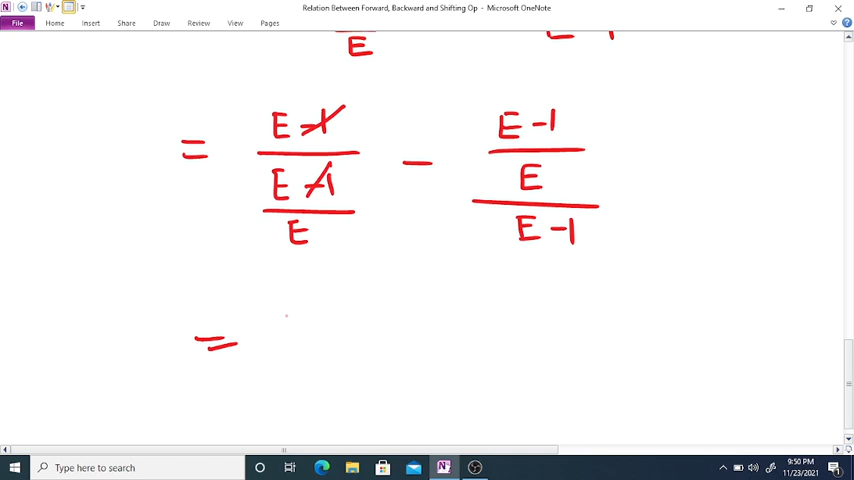 Relation Between Forward, Backward and Shifting Op - Microsoft OneNote
File Home Insert Share Draw History Review View Pages
E
E-1 E-1
= E-1 - E
E E-1
=
Type here to search
9:50 PM
11/23/2021